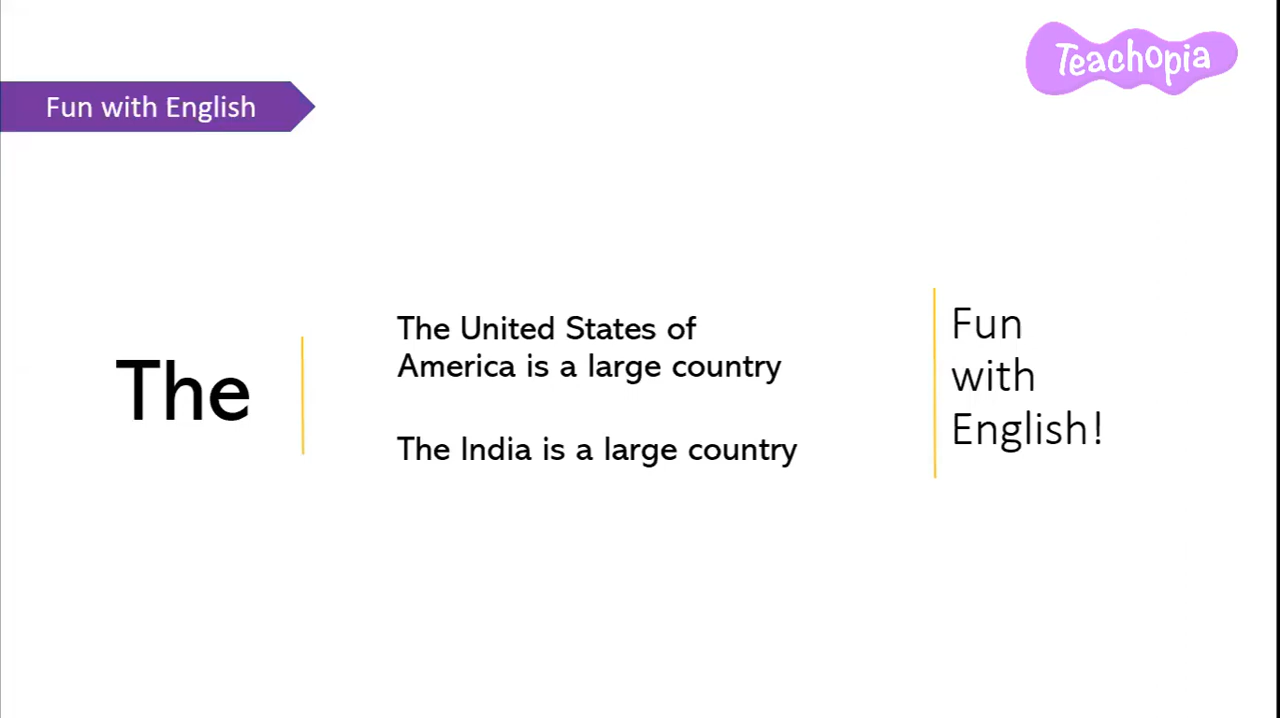 Teachopia
Fun with English
The
The United States of
America is a large country
The India is a large country
Fun
with
English!